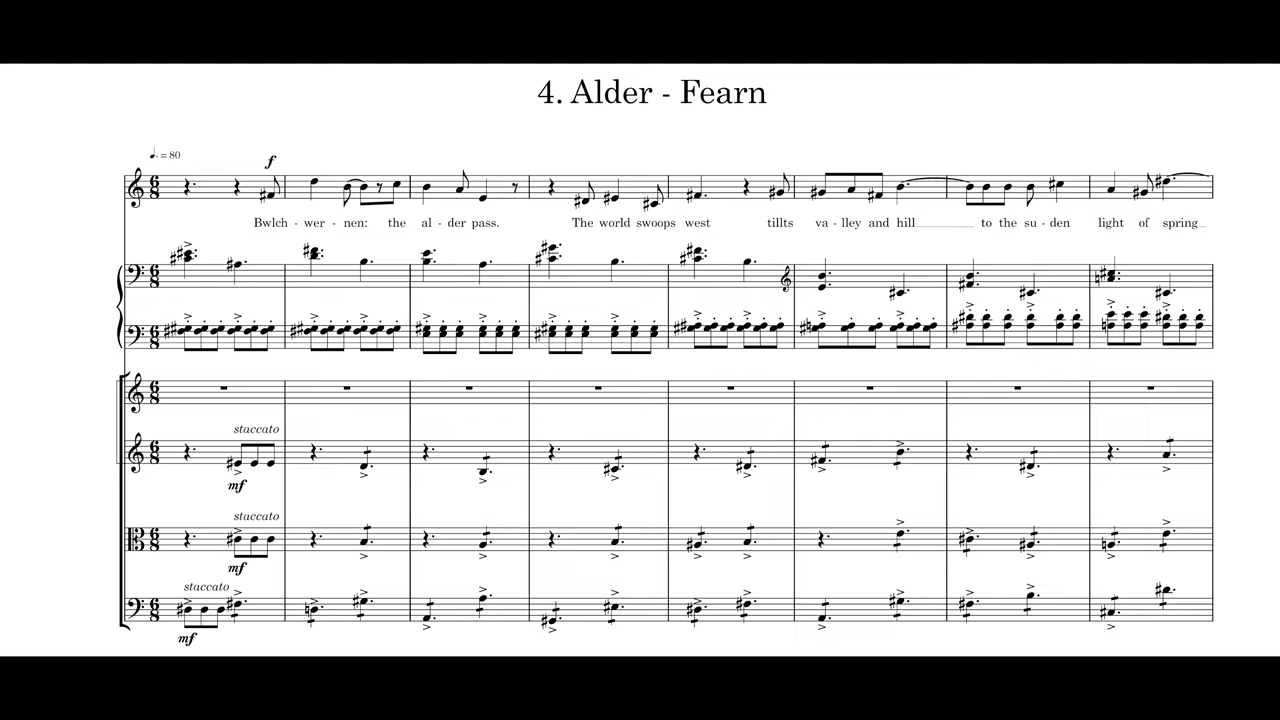 4. Alder - Fearn
♩. = 80
f
Bwlch - wer - nen: the al - der pass. The world swoops west tillts va - lley and hill to the su - den light of spring
staccato
mf
staccato
mf
staccato
mf